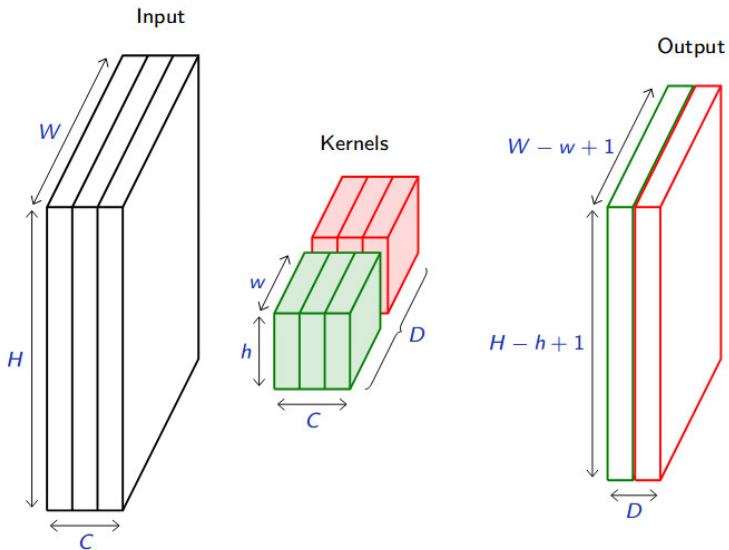 Input
W
H
C
Kernels
w
h
C
D
Output
W − w + 1
H − h + 1
D